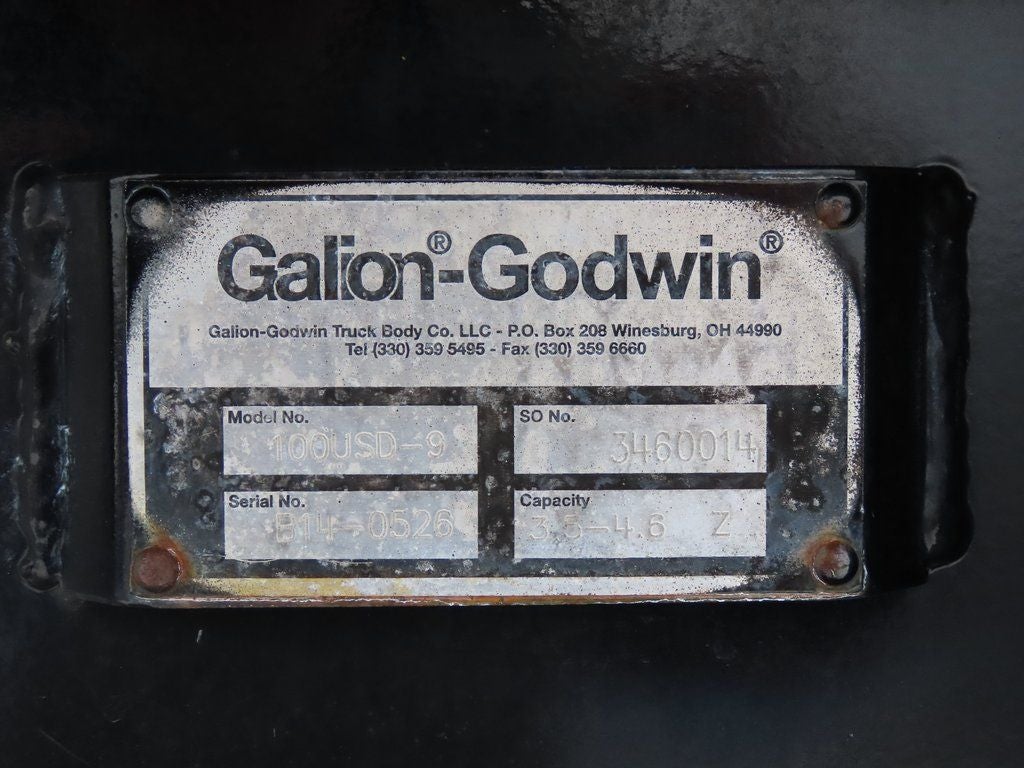 Galion®-Godwin®
Galion-Godwin Truck Body Co. LLC - P.O. Box 208 Winesburg, OH 44990
Tel (330) 359 5495 - Fax (330) 359 6660
Model No.
100USD-9
SO No.
3460014
Serial No.
B14-0526
Capacity
3.5-4.6 Z